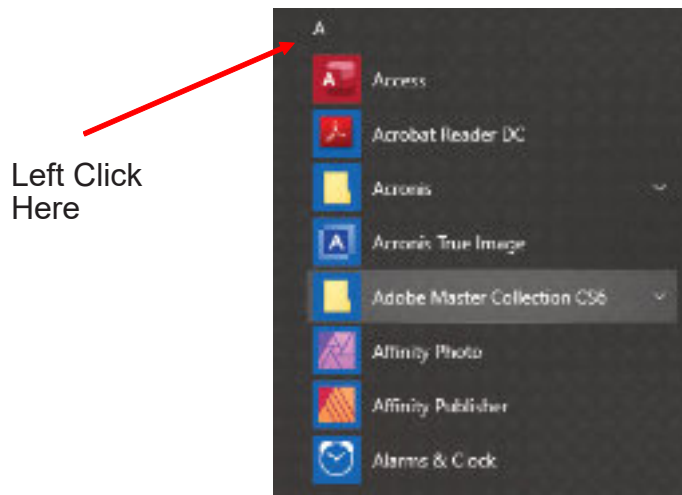 A
Access
Acrobat Reader DC
Left Click
Here
Acronis
Acronis True Image
Adobe Master Collection CS6
Affinity Photo
Affinity Publisher
Alarms & Clock